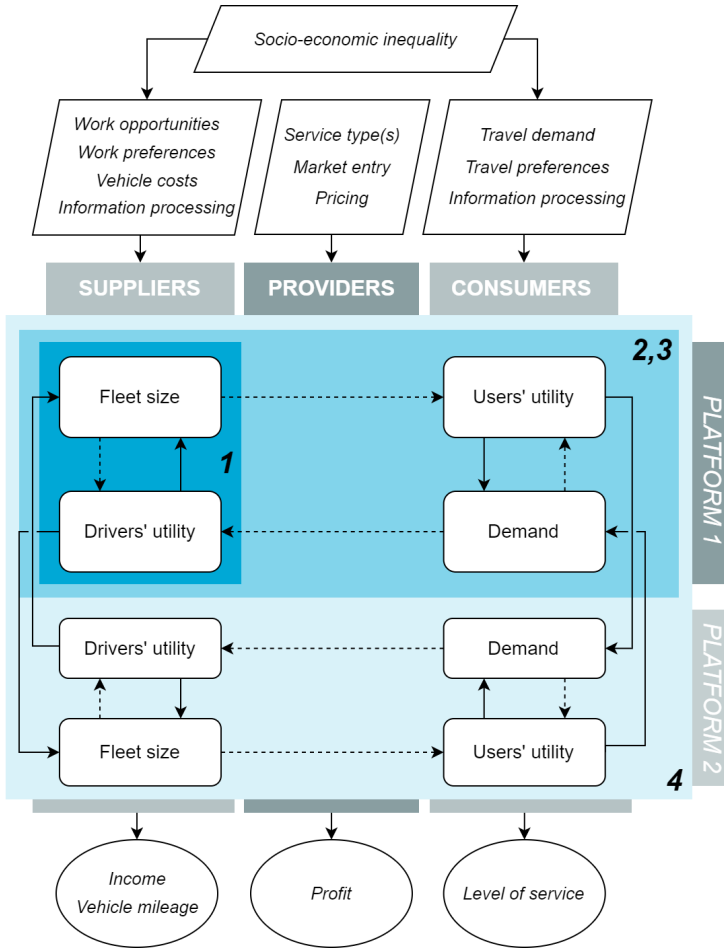 Socio-economic inequality
Work opportunities
Work preferences
Vehicle costs
Information processing
Service type(s)
Market entry
Pricing
Travel demand
Travel preferences
Information processing
SUPPLIERS
PROVIDERS
CONSUMERS
2,3
Fleet size
Users' utility
1
Drivers' utility
Demand
PLATFORM 1
Drivers' utility
Demand
Fleet size
Users' utility
PLATFORM 2
4
Income
Vehicle mileage
Profit
Level of service